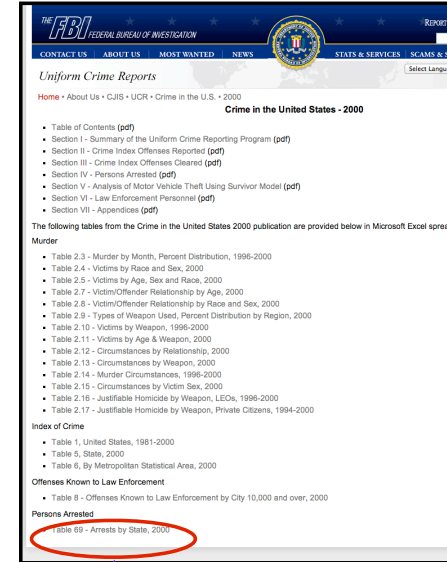 THE FBI FEDERAL BUREAU OF INVESTIGATION
REPORT
CONTACT US | ABOUT US | MOST WANTED | NEWS | STATS & SERVICES | SCAMS &
Select Langu
Uniform Crime Reports
Home • About Us • CJIS • UCR • Crime in the U.S. • 2000
Crime in the United States - 2000
Table of Contents (pdf)
Section I - Summary of the Uniform Crime Reporting Program (pdf)
Section II - Crime Index Offenses Reported (pdf)
Section III - Crime Index Offenses Cleared (pdf)
Section IV - Persons Arrested (pdf)
Section V - Analysis of Motor Vehicle Theft Using Survivor Model (pdf)
Section VI - Law Enforcement Personnel (pdf)
Section VII - Appendices (pdf)
The following tables from the Crime in the United States 2000 publication are provided below in Microsoft Excel sprea
Murder
Table 2.3 - Murder by Month, Percent Distribution, 1996-2000
Table 2.4 - Victims by Race and Sex, 2000
Table 2.5 - Victims by Age, Sex and Race, 2000
Table 2.7 - Victim/Offender Relationship by Age, 2000
Table 2.8 - Victim/Offender Relationship by Race and Sex, 2000
Table 2.9 - Types of Weapon Used, Percent Distribution by Region, 2000
Table 2.10 - Victims by Weapon, 1996-2000
Table 2.11 - Victims by Age & Weapon, 2000
Table 2.12 - Circumstances by Relationship, 2000
Table 2.13 - Circumstances by Weapon, 2000
Table 2.14 - Murder Circumstances, 1996-2000
Table 2.15 - Circumstances by Victim Sex, 2000
Table 2.16 - Justifiable Homicide by Weapon, LEOs, 1996-2000
Table 2.17 - Justifiable Homicide by Weapon, Private Citizens, 1994-2000
Index of Crime
Table 1, United States, 1981-2000
Table 5, State, 2000
Table 6, By Metropolitan Statistical Area, 2000
Offenses Known to Law Enforcement
Table 8 - Offenses Known to Law Enforcement by City 10,000 and over, 2000
Persons Arrested
Table 69 - Arrests by State, 2000